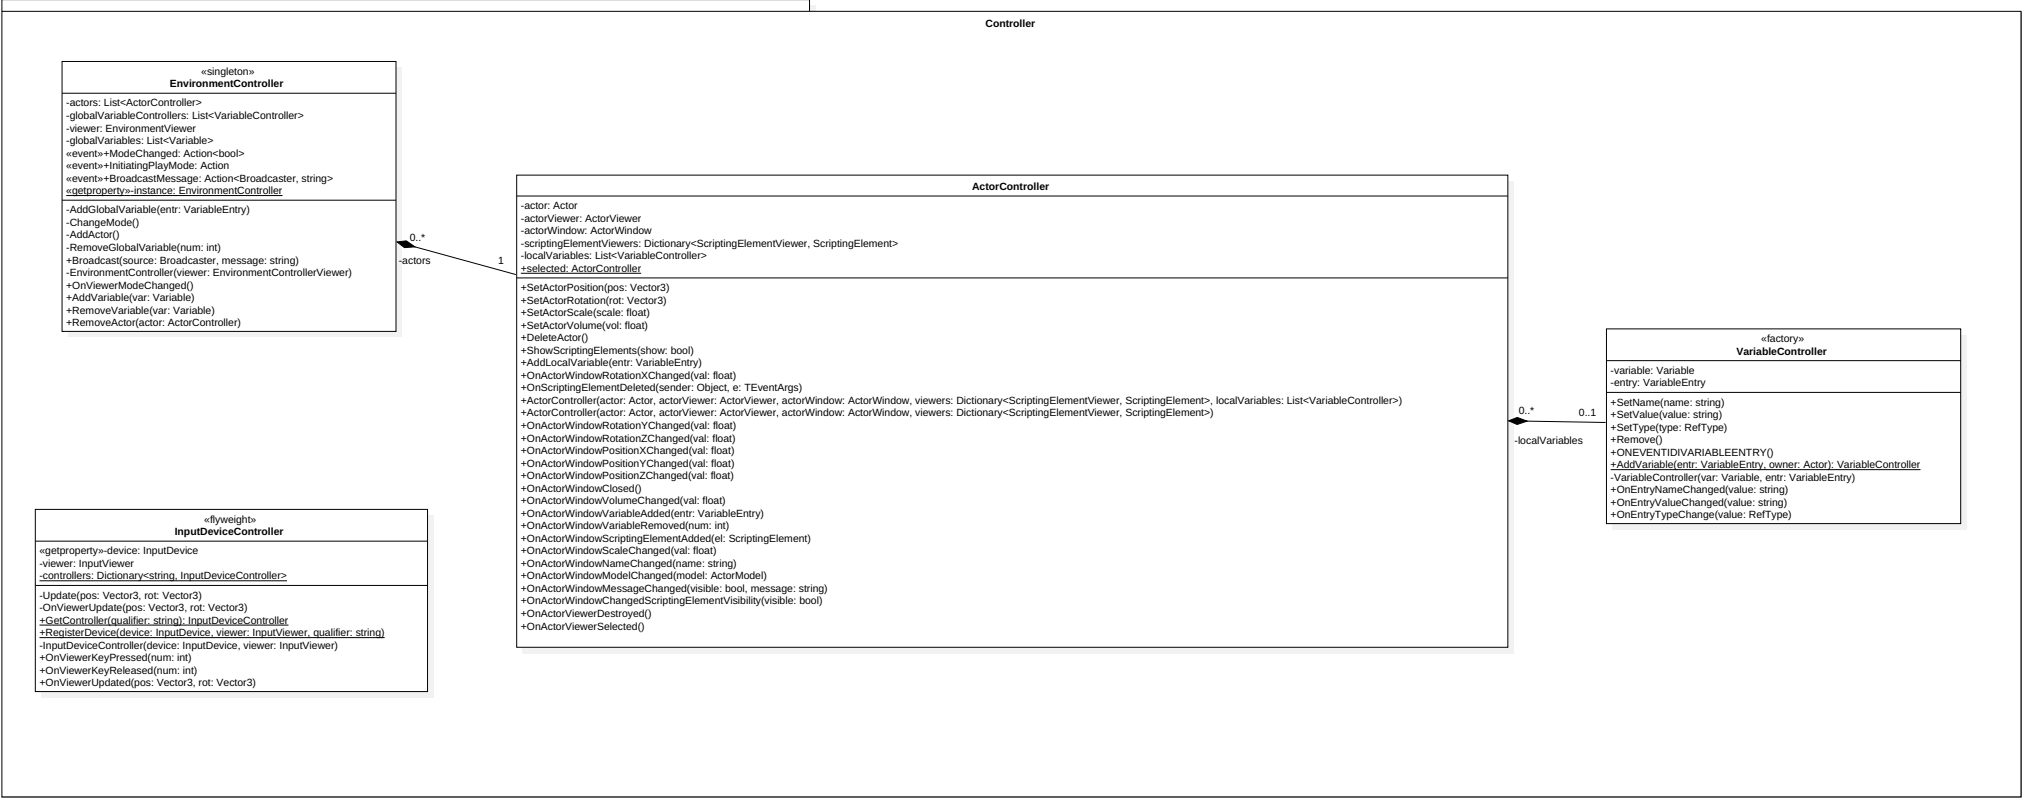 Controller
«singleton»
EnvironmentController
-actors: List<ActorController>
-globalVariableControllers: List<VariableController>
-viewer: EnvironmentViewer
-globalVariables: List<Variable>
«event»+ModeChanged: Action<bool>
«event»+InitiatingPlayMode: Action
«event»+BroadcastMessage: Action<Broadcaster, string>
«getproperty»-instance: EnvironmentController
-AddGlobalVariable(entr: VariableEntry)
-ChangeMode()
-AddActor()
-RemoveGlobalVariable(num: int)
+Broadcast(source: Broadcaster, message: string)
-EnvironmentController(viewer: EnvironmentControllerViewer)
+OnViewerModeChanged()
+AddVariable(var: Variable)
+RemoveVariable(var: Variable)
+RemoveActor(actor: ActorController)
0..*
-actors
1
ActorController
-actor: Actor
-actorViewer: ActorViewer
-actorWindow: ActorWindow
-scriptingElementViewers: Dictionary<ScriptingElementViewer, ScriptingElement>
-localVariables: List<VariableController>
+selected: ActorController
+SetActorPosition(pos: Vector3)
+SetActorRotation(rot: Vector3)
+SetActorScale(scale: float)
+SetActorVolume(vol: float)
+DeleteActor()
+ShowScriptingElements(show: bool)
+AddLocalVariable(entr: VariableEntry)
+OnActorWindowRotationXChanged(val: float)
+OnScriptingElementDeleted(sender: Object, e: TEventArgs)
+ActorController(actor: Actor, actorViewer: ActorViewer, actorWindow: ActorWindow, viewers: Dictionary<ScriptingElementViewer, ScriptingElement>, localVariables: List<VariableController>)
+ActorController(actor: Actor, actorViewer: ActorViewer, actorWindow: ActorWindow, viewers: Dictionary<ScriptingElementViewer, ScriptingElement>)
+OnActorWindowRotationYChanged(val: float)
+OnActorWindowRotationZChanged(val: float)
+OnActorWindowPositionXChanged(val: float)
+OnActorWindowPositionYChanged(val: float)
+OnActorWindowPositionZChanged(val: float)
+OnActorWindowClosed()
+OnActorWindowVolumeChanged(val: float)
+OnActorWindowVariableAdded(entr: VariableEntry)
+OnActorWindowVariableRemoved(num: int)
+OnActorWindowScriptingElementAdded(el: ScriptingElement)
+OnActorWindowScaleChanged(val: float)
+OnActorWindowNameChanged(name: string)
+OnActorWindowModelChanged(model: ActorModel)
+OnActorWindowMessageChanged(visible: bool, message: string)
+OnActorWindowChangedScriptingElementVisibility(visible: bool)
+OnActorViewerDestroyed()
+OnActorViewerSelected()
0..*
-localVariables
0..1
«factory»
VariableController
-variable: Variable
-entry: VariableEntry
+SetName(name: string)
+SetValue(value: string)
+SetType(type: RefType)
+Remove()
+ONEVENTIDIVARIABLEENTRY()
+AddVariable(entr: VariableEntry, owner: Actor): VariableController
-VariableController(var: Variable, entr: VariableEntry)
+OnEntryNameChanged(value: string)
+OnEntryValueChanged(value: string)
+OnEntryTypeChange(value: RefType)
«flyweight»
InputDeviceController
«getproperty»-device: InputDevice
-viewer: InputViewer
-controllers: Dictionary<string, InputDeviceController>
-Update(pos: Vector3, rot: Vector3)
-OnViewerUpdate(pos: Vector3, rot: Vector3)
+GetController(qualifier: string): InputDeviceController
+RegisterDevice(device: InputDevice, viewer: InputViewer, qualifier: string)
-InputDeviceController(device: InputDevice, viewer: InputViewer)
+OnViewerKeyPressed(num: int)
+OnViewerKeyReleased(num: int)
+OnViewerUpdated(pos: Vector3, rot: Vector3)